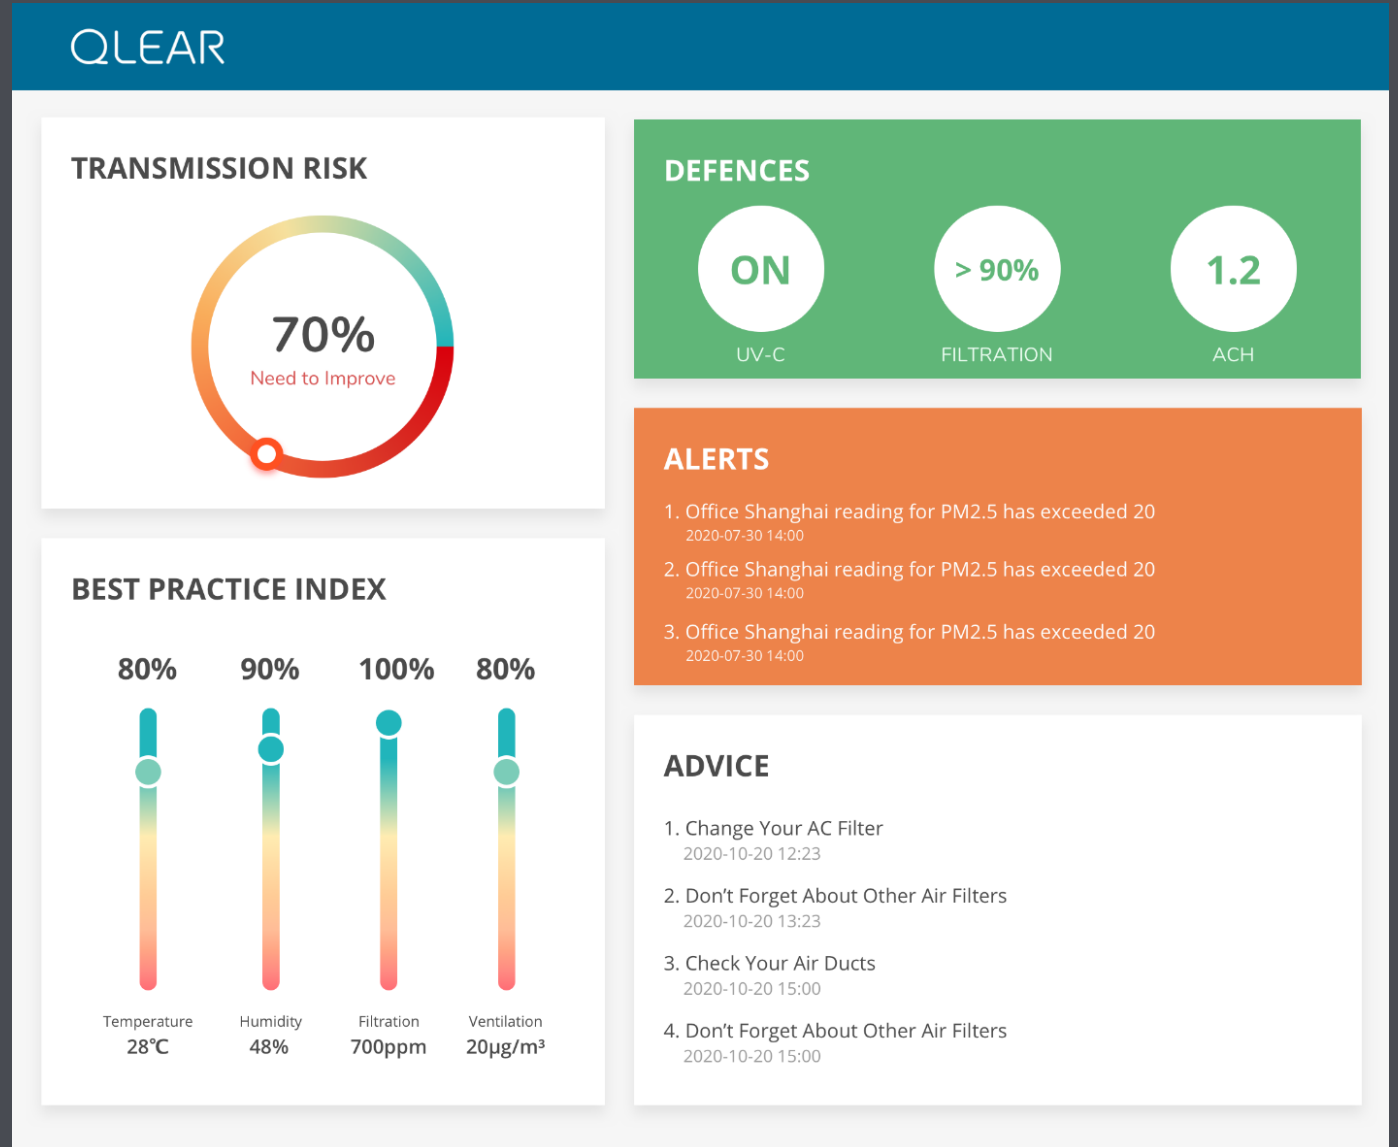 QLEAR
TRANSMISSION RISK
70%
Need to Improve
BEST PRACTICE INDEX
80% 90% 100% 80%
Temperature Humidity Filtration Ventilation
28℃ 48% 700ppm 20μg/m³
DEFENCES
ON > 90% 1.2
UV-C FILTRATION ACH
ALERTS
1. Office Shanghai reading for PM2.5 has exceeded 20
2020-07-30 14:00
2. Office Shanghai reading for PM2.5 has exceeded 20
2020-07-30 14:00
3. Office Shanghai reading for PM2.5 has exceeded 20
2020-07-30 14:00
ADVICE
1. Change Your AC Filter
2020-10-20 12:23
2. Don’t Forget About Other Air Filters
2020-10-20 13:23
3. Check Your Air Ducts
2020-10-20 15:00
4. Don’t Forget About Other Air Filters
2020-10-20 15:00